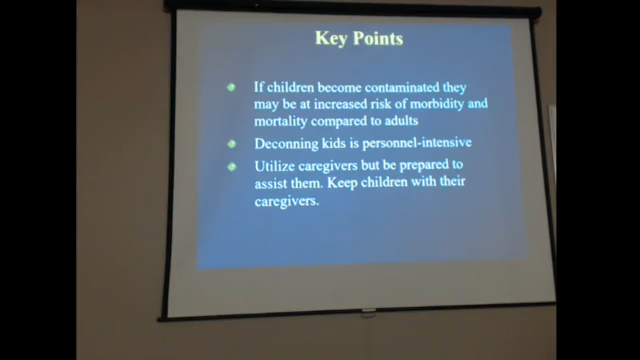 Key Points
If children become contaminated they
may be at increased risk of morbidity and
mortality compared to adults
Deconning kids is personnel-intensive
Utilize caregivers but be prepared to
assist them. Keep children with their
caregivers.